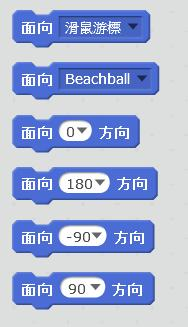 面向 滑鼠游標
面向 Beachball
面向 0 方向
面向 180 方向
面向 -90 方向
面向 90 方向